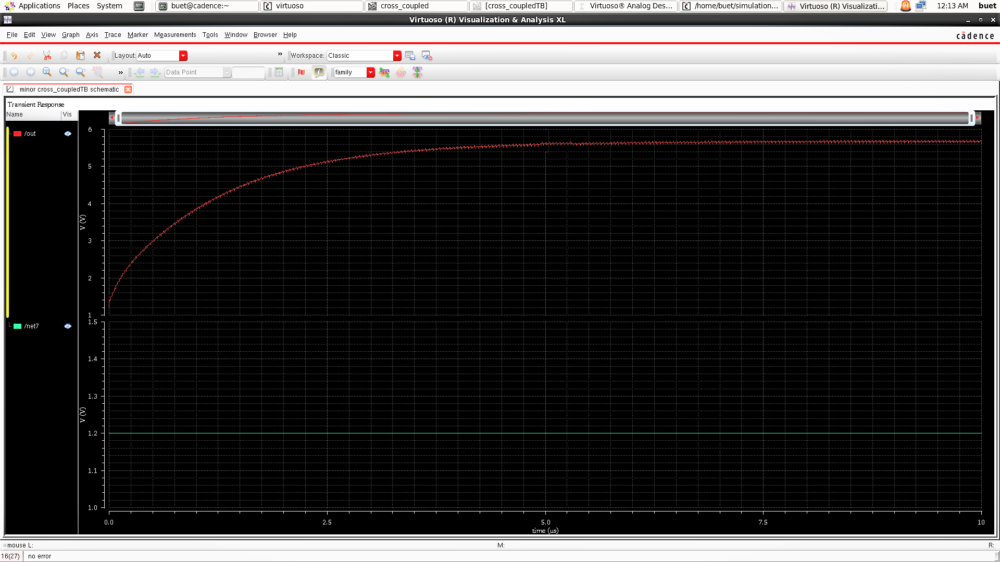 Applications Places System buet@cadence:~ virtuoso cross_coupled [cross_coupledTB] Virtuoso® Analog Des... /home/buet/simulation... Virtuoso (R) Visualizati... 12:13 AM buet
Virtuoso (R) Visualization & Analysis XL
File Edit View Graph Axis Trace Marker Measurements Tools Window Browser Help
cādence
Layout: Auto » Workspace: Classic
» Data Point family
minor cross_coupledTB schematic
Transient Response
Name Vis
/out
6
5
4
3
2
1
V (V)
/net7
1.5
1.4
1.3
1.2
1.1
1.0
V (V)
0.0 2.5 5.0 7.5 10
time (us)
mouse L: M: R:
16(27) no error